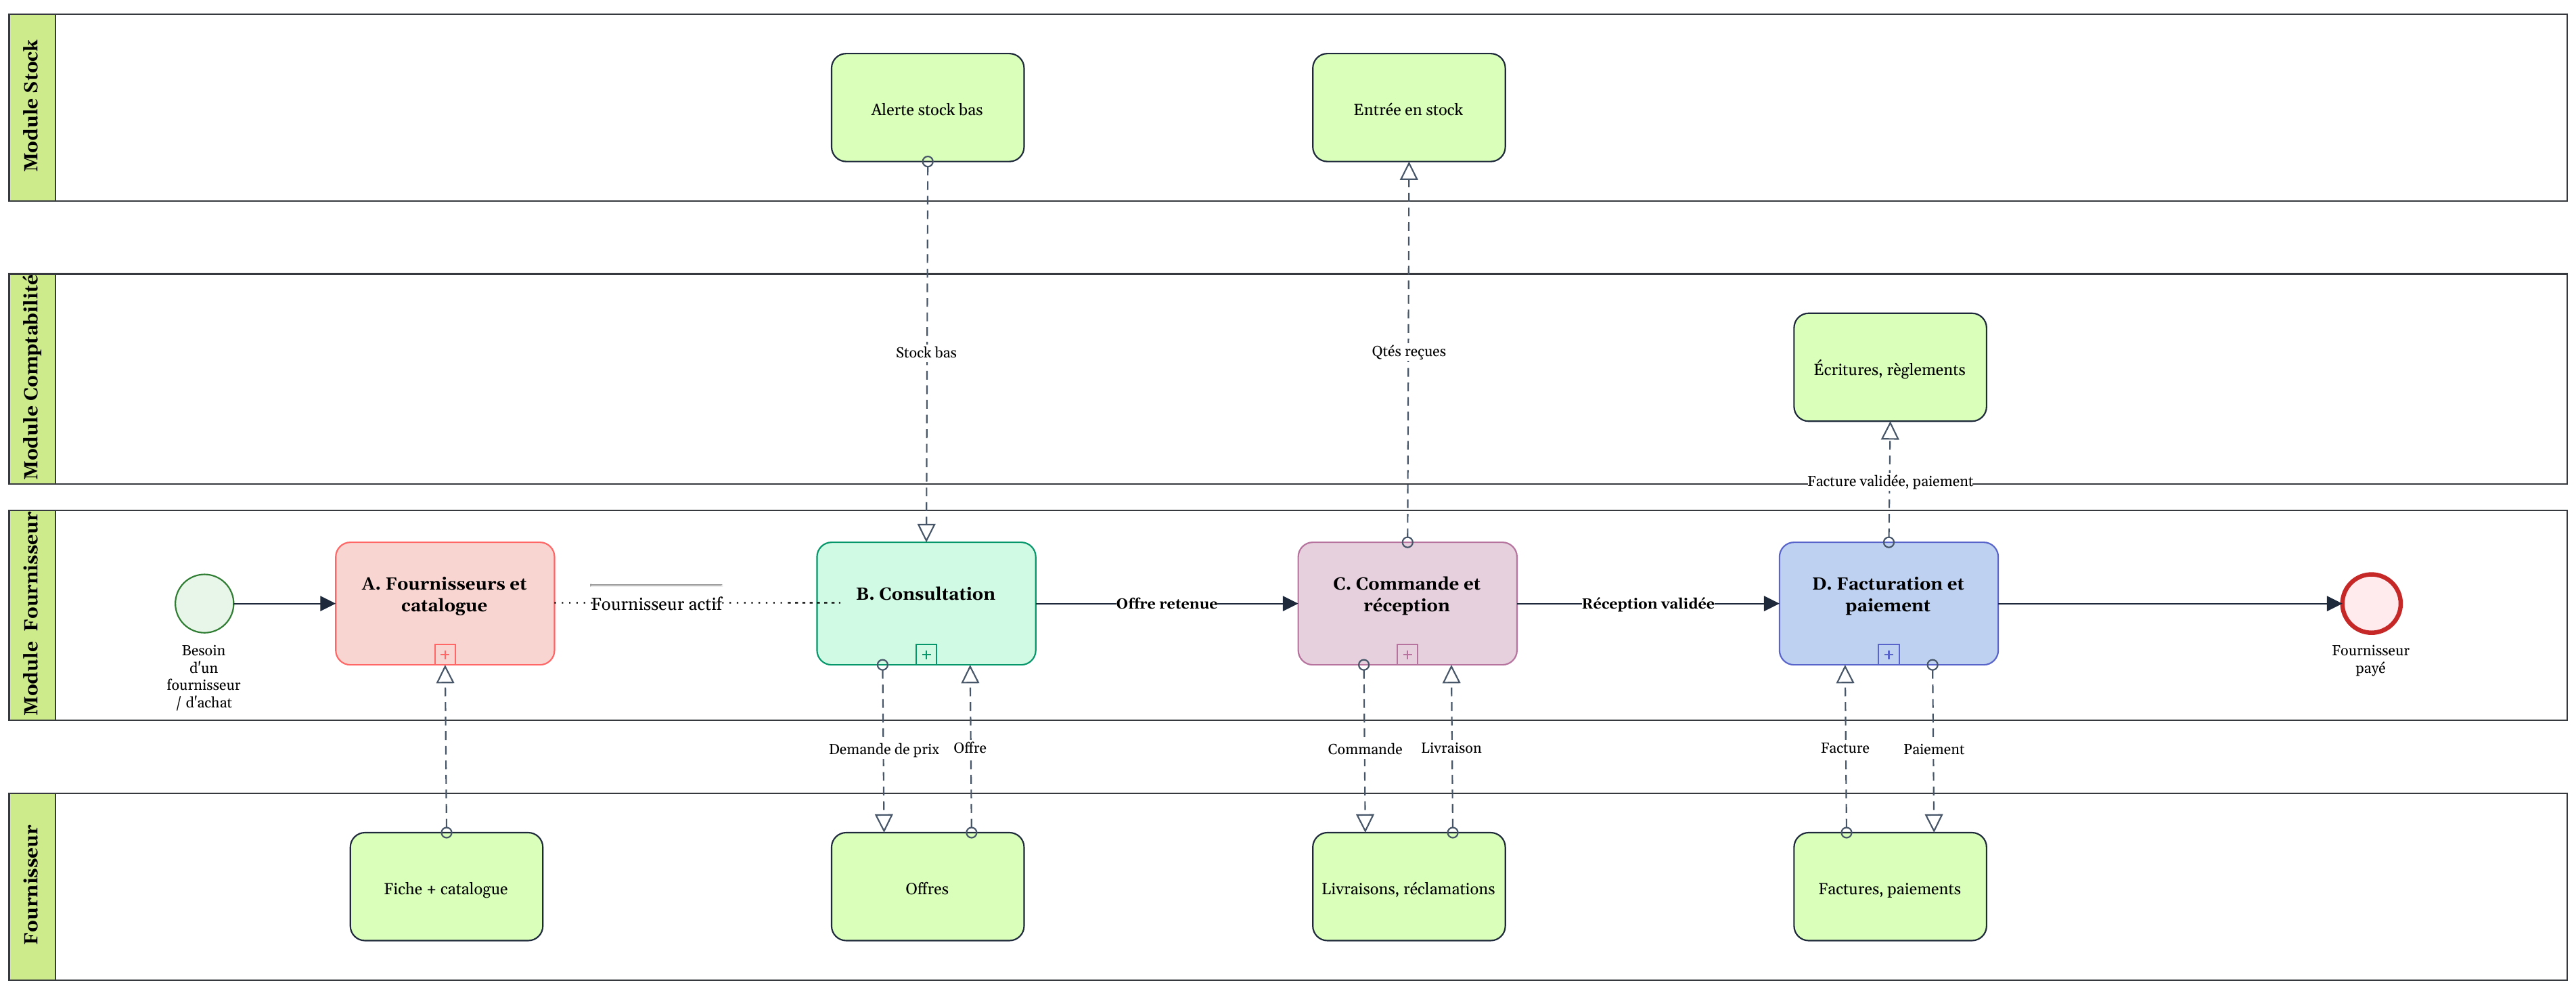 Module Stock
Alerte stock bas
Entrée en stock
Module Comptabilité
Stock bas
Qtés reçues
Écritures, règlements
Facture validée, paiement
Module Fournisseur
Besoin
d'un
fournisseur
/ d'achat
A. Fournisseurs et
catalogue
Fournisseur actif
B. Consultation
Offre retenue
C. Commande et
réception
Réception validée
D. Facturation et
paiement
Fournisseur
payé
Demande de prix
Offre
Commande
Livraison
Facture
Paiement
Fournisseur
Fiche + catalogue
Offres
Livraisons, réclamations
Factures, paiements